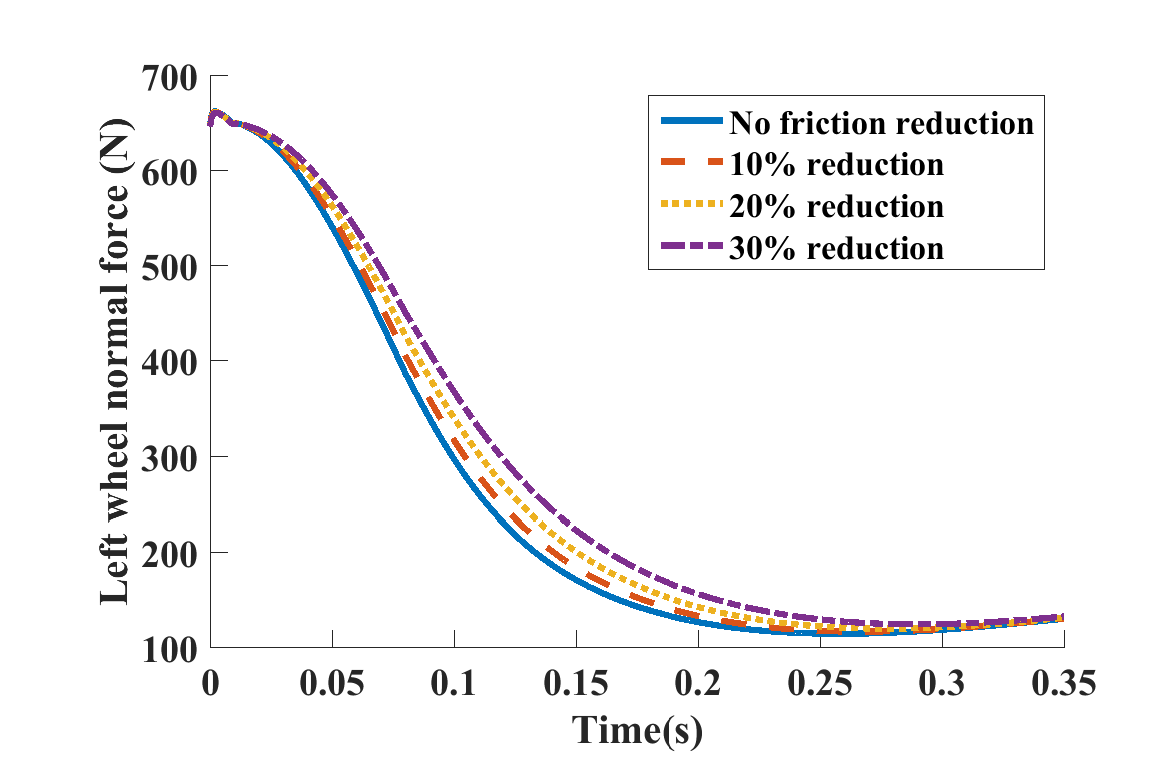 700
600
500
400
300
200
100
Left wheel normal force (N)
No friction reduction
10% reduction
20% reduction
30% reduction
0
0.05
0.1
0.15
0.2
0.25
0.3
0.35
Time(s)